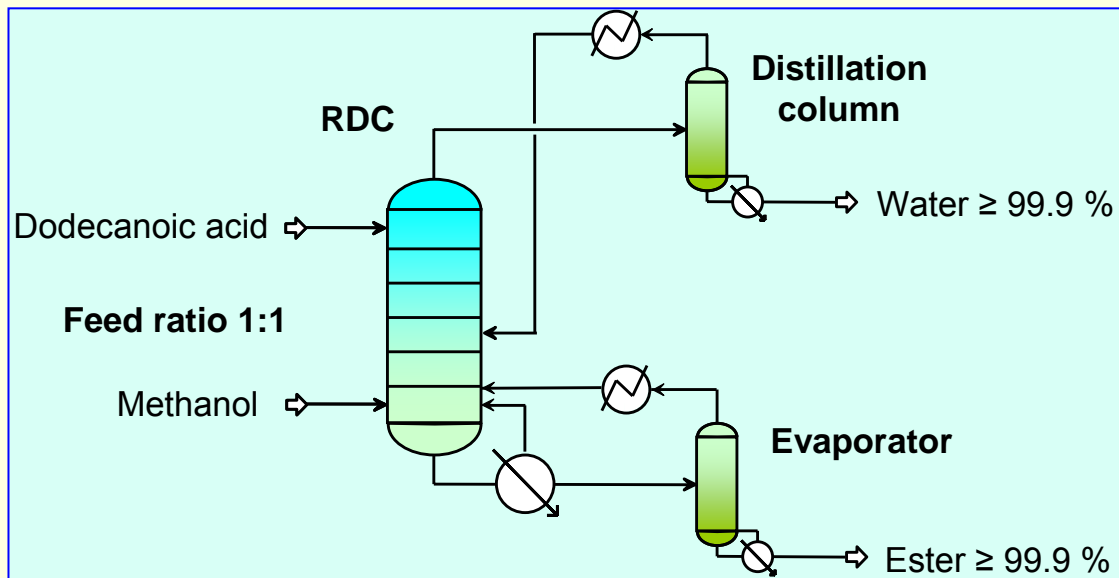 Distillation
column
RDC
Dodecanoic acid
Water ≥ 99.9 %
Feed ratio 1:1
Methanol
Evaporator
Ester ≥ 99.9 %